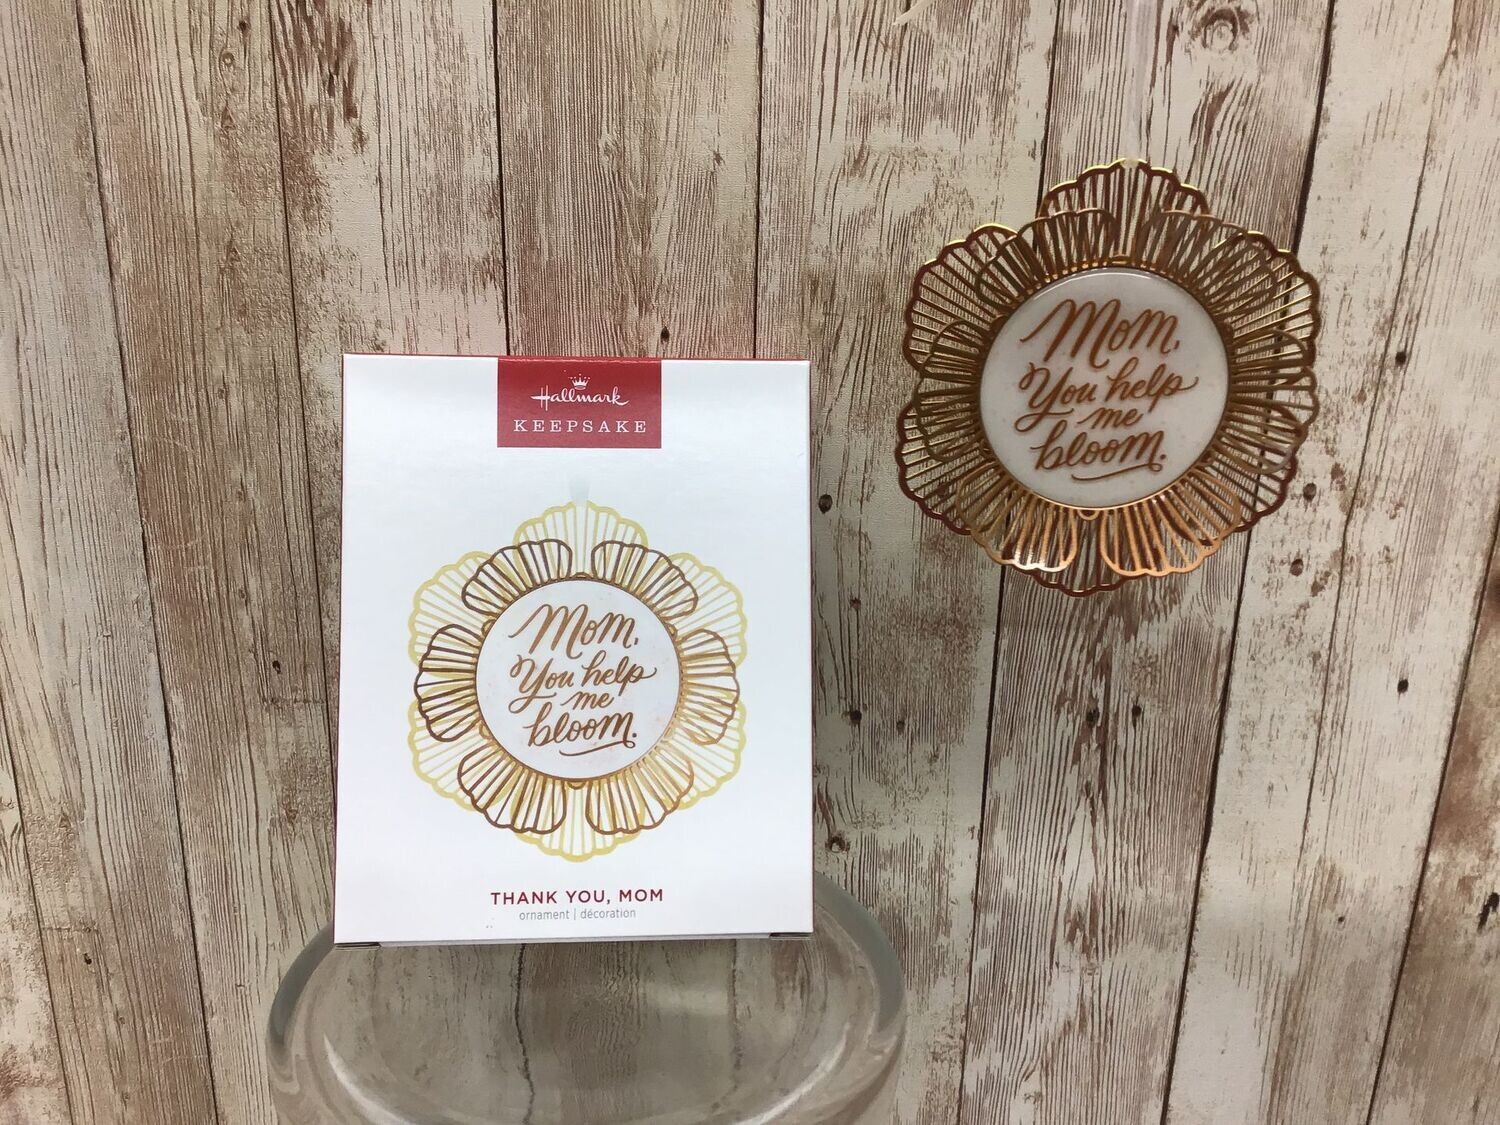 Hallmark
KEEPSAKE
Mom,
You help
me
bloom.
THANK YOU, MOM
ornament | décoration
Mom,
You help
me
bloom.